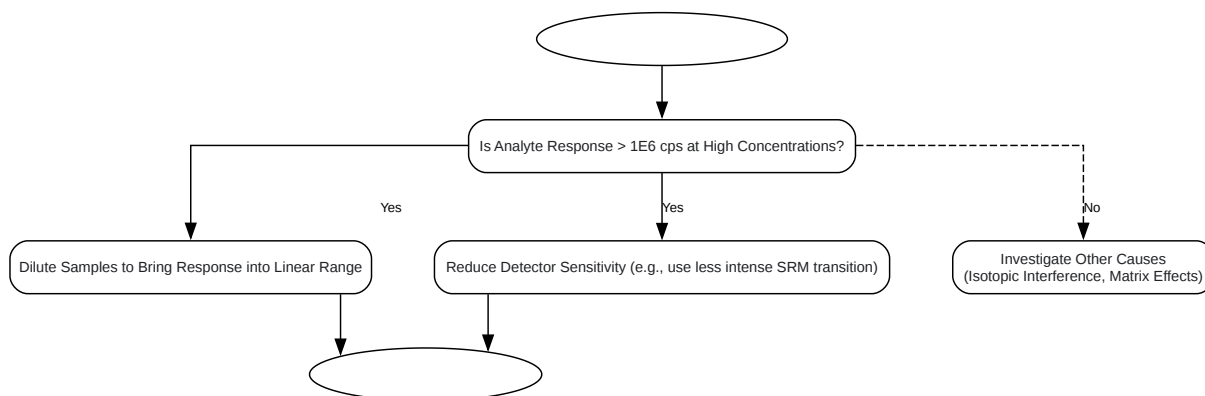 Is Analyte Response > 1E6 cps at High Concentrations?
Yes
Yes
No
Dilute Samples to Bring Response into Linear Range
Reduce Detector Sensitivity (e.g., use less intense SRM transition)
Investigate Other Causes
(Isotopic Interference, Matrix Effects)